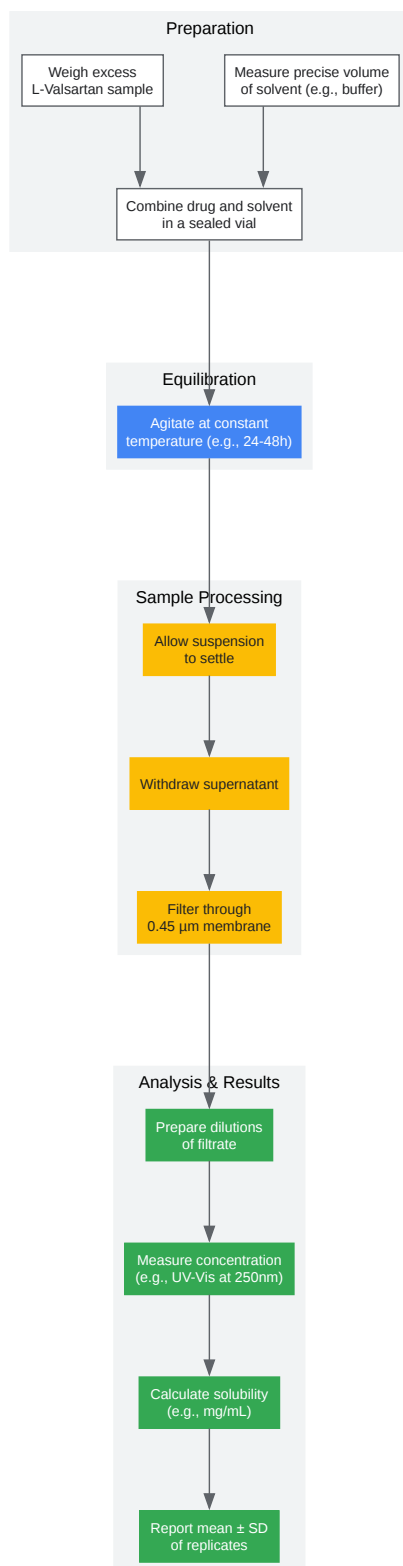 Preparation
Weigh excess
L-Valsartan sample
Measure precise volume
of solvent (e.g., buffer)
Combine drug and solvent
in a sealed vial
Equilibration
Agitate at constant
temperature (e.g., 24-48h)
Sample Processing
Allow suspension
to settle
Withdraw supernatant
Filter through
0.45 µm membrane
Analysis & Results
Prepare dilutions
of filtrate
Measure concentration
(e.g., UV-Vis at 250nm)
Calculate solubility
(e.g., mg/mL)
Report mean ± SD
of replicates